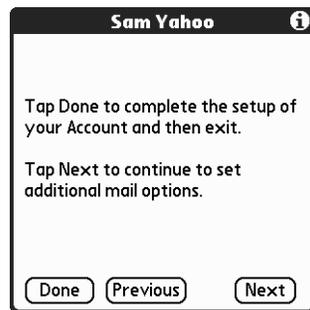 Sam Yahoo
Tap Done to complete the setup of
your Account and then exit.
Tap Next to continue to set
additional mail options.
Done Previous Next